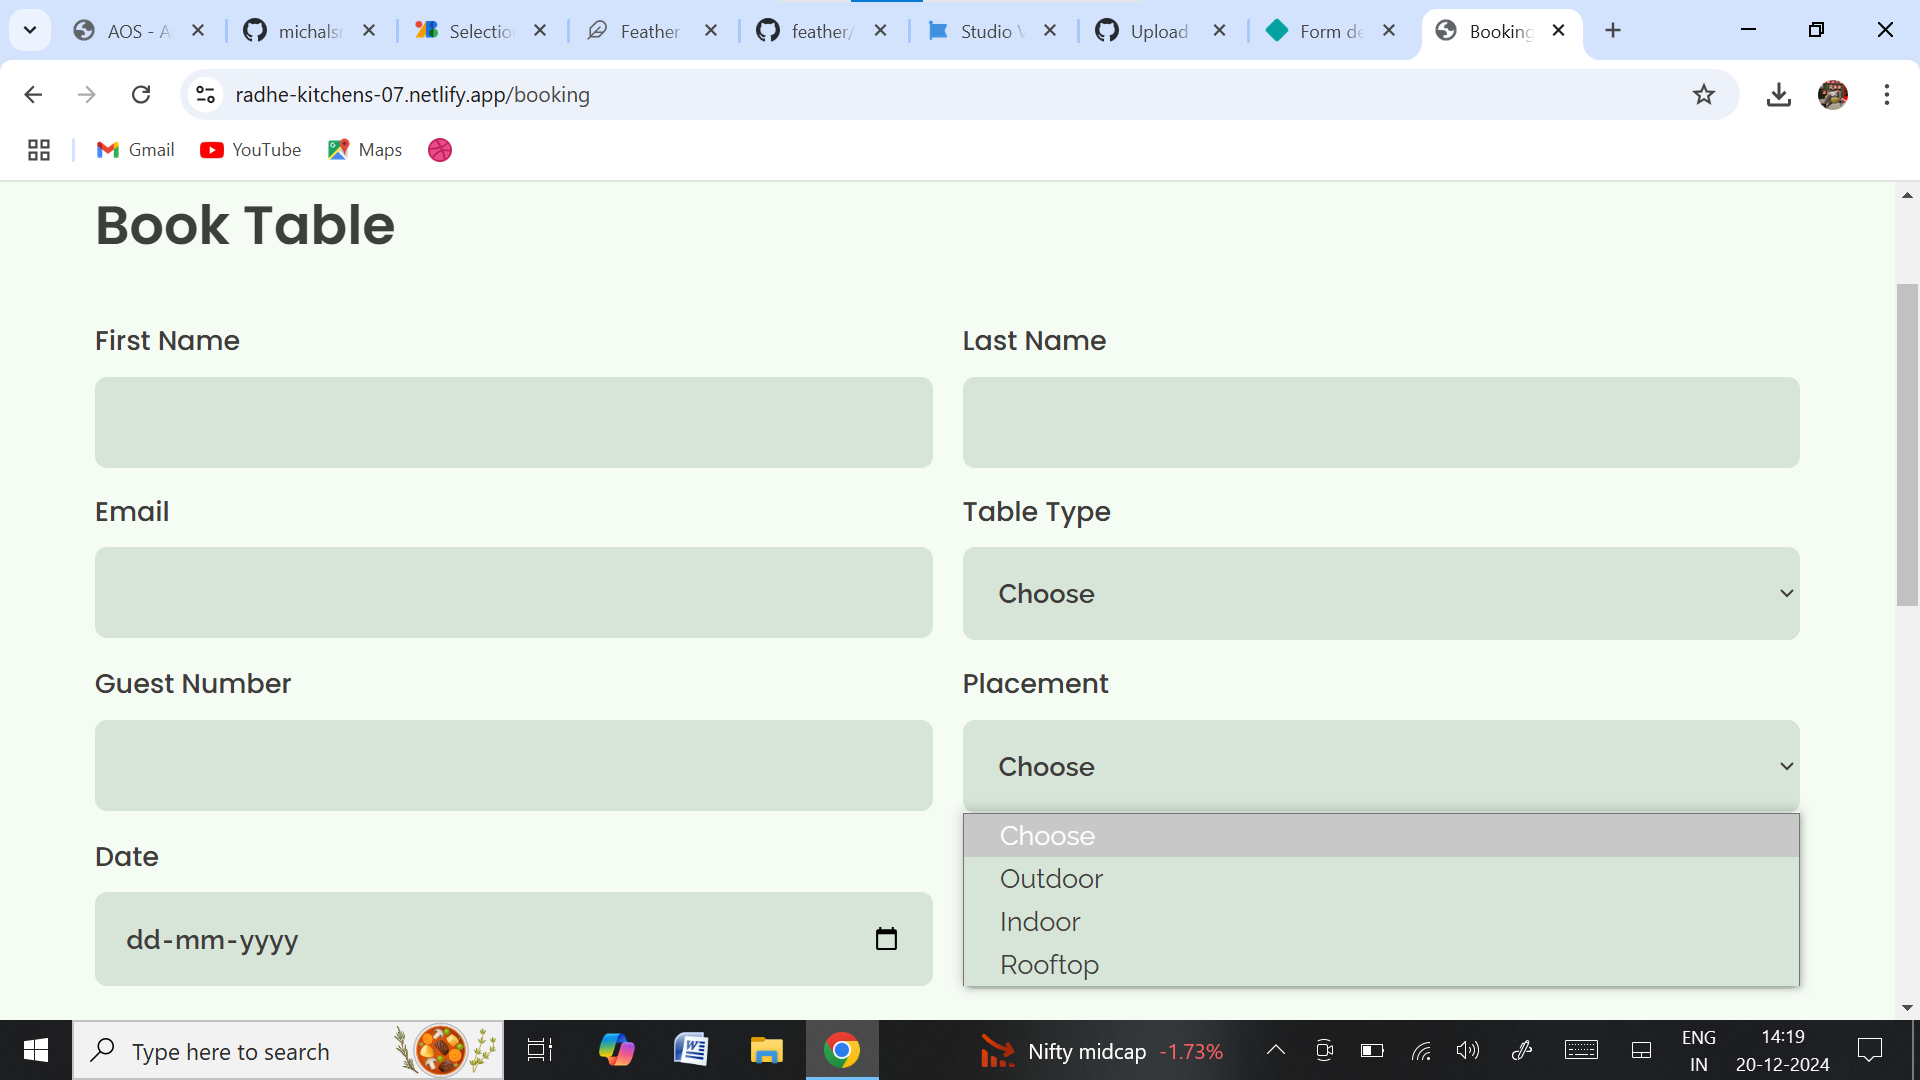 AOS - A
michalsn
Selection
Feather
feather/
Studio V
Upload
Form de
Booking
radhe-kitchens-07.netlify.app/booking
Gmail
YouTube
Maps
Book Table
First Name
Last Name
Email
Table Type
Choose
Guest Number
Placement
Choose
Choose
Outdoor
Indoor
Rooftop
Date
dd-mm-yyyy
Type here to search
Nifty midcap -1.73%
ENG
IN
14:19
20-12-2024